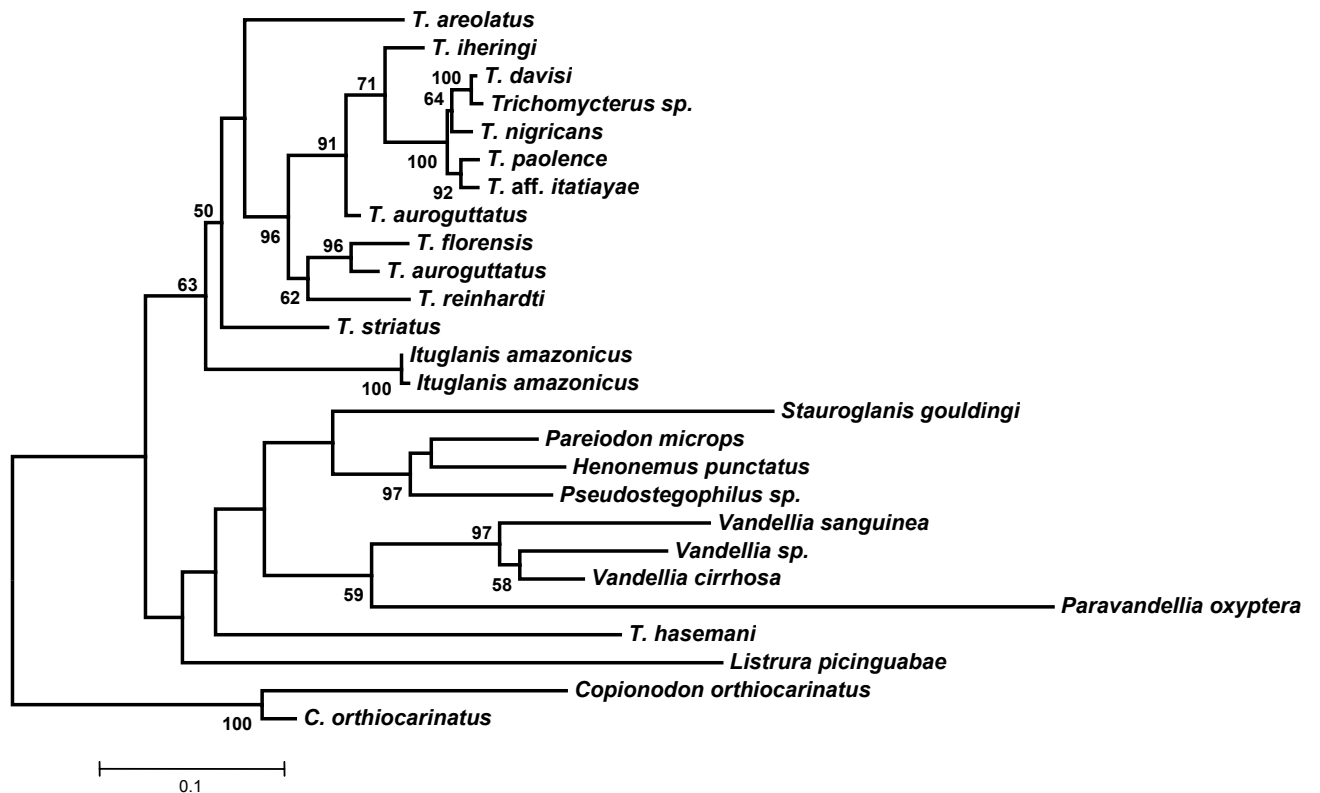 T. areolatus
T. iheringi
71
100
T. davisi
64
Trichomycterus sp.
91
T. nigricans
100
T. paolence
92
T. aff. itatiayae
50
T. auroguttatus
96
96
T. florensis
T. auroguttatus
63
62
T. reinhardti
T. striatus
Ituglanis amazonicus
100
Ituglanis amazonicus
Stauroglanis gouldingi
Pareiodon microps
Henonemus punctatus
97
Pseudostegophilus sp.
97
Vandellia sanguinea
Vandellia sp.
58
Vandellia cirrhosa
59
Paravandellia oxyptera
T. hasemani
Listrura picinguabae
Copionodon orthiocarinatus
100
C. orthiocarinatus
0.1